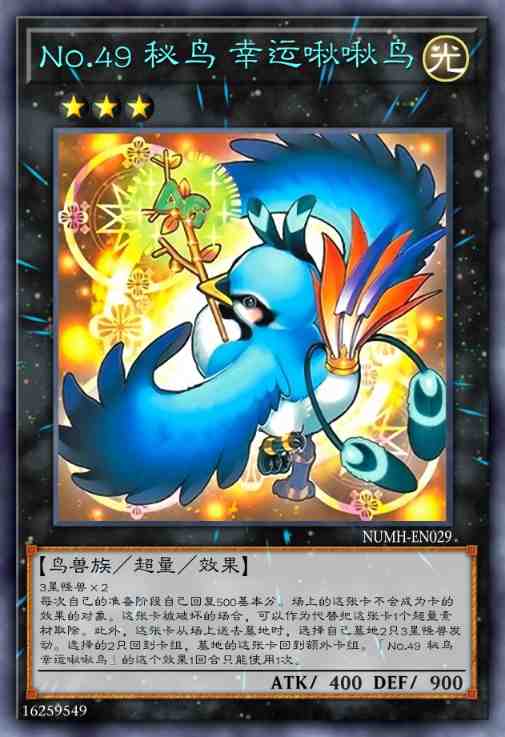 No.49 秘鸟 幸运啾啾鸟
光
49
NUMH-EN029
【鸟兽族／超量／效果】
3星怪兽×2
每次自己的准备阶段自己回复500基本分。场上的这张卡不会成为卡的
效果的对象。这张卡被破坏的场合，可以作为代替把这张卡1个超量素
材取除。此外，这张卡从场上送去墓地时，选择自己墓地2只3星怪兽发
动。选择的2只回到卡组，墓地的这张卡回到额外卡组。「No.49 秘鸟
幸运啾啾鸟」的这个效果1回合只能使用1次。
ATK/ 400 DEF/ 900
16259549